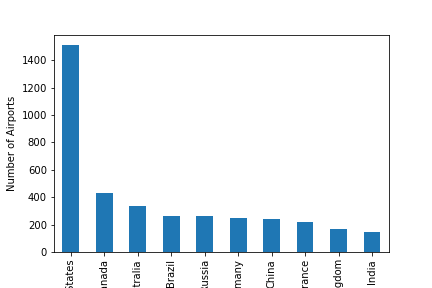 1400
1200
1000
800
600
400
200
0
Number of Airports
States
nada
tralia
Brazil
ussia
many
China
rance
gdom
India